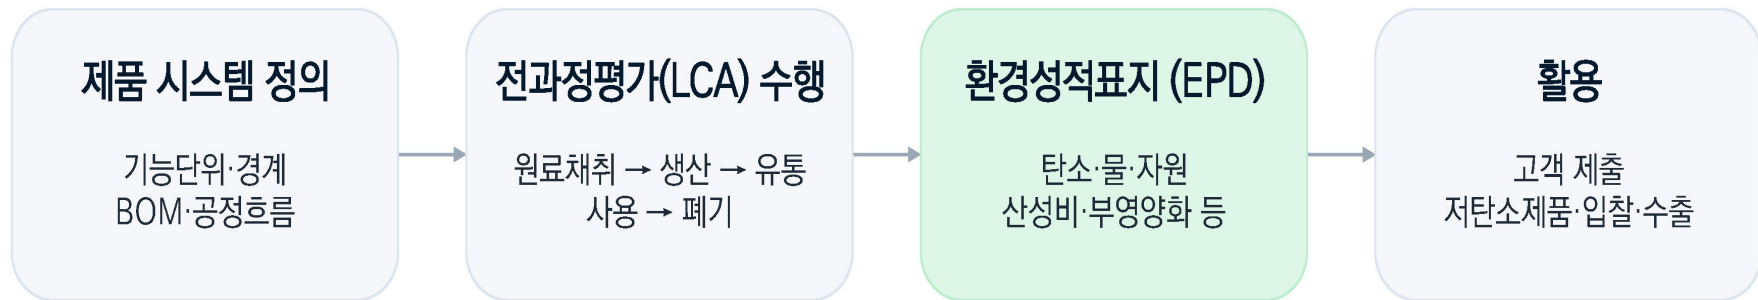 제품 시스템 정의
기능단위·경계
BOM·공정흐름
전과정평가(LCA) 수행
원료채취 → 생산 → 유통
사용 → 폐기
환경성적표지 (EPD)
탄소·물·자원
산성비·부영양화 등
활용
고객 제출
저탄소제품·입찰·수출